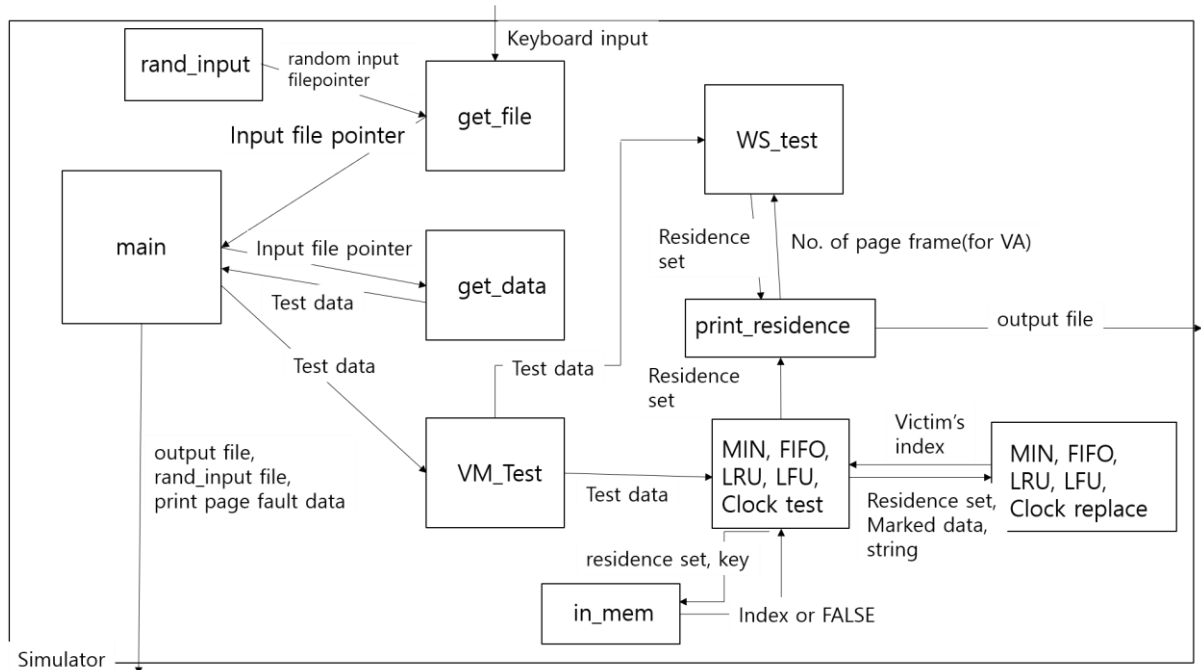 Keyboard input
rand_input
random input
filepointer
get_file
Input file pointer
WS_test
main
Input file pointer
get_data
Test data
Residence
set
No. of page frame(for VA)
print_residence
output file
Test data
Test data
Residence
set
output file,
rand_input file,
print page fault data
VM_Test
Test data
MIN, FIFO,
LRU, LFU,
Clock test
Victim's
index
Residence set,
Marked data,
string
MIN, FIFO,
LRU, LFU,
Clock replace
residence set, key
in_mem
Index or FALSE
Simulator